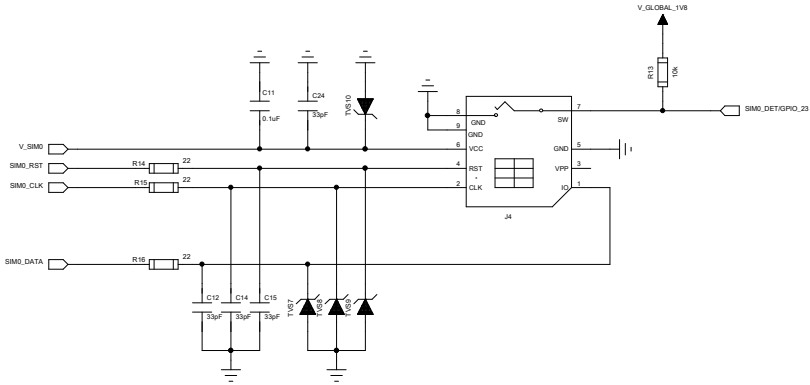 V_GLOBAL_1V8
R13
10k
C11
0.1uF
C24
33pF
TVS10
8
GND
9
GND
7
SW
SIM0_DET/GPIO_23
V_SIM0
6
VCC
GND
5
SIM0_RST
R14
22
4
RST
VPP
3
SIM0_CLK
R15
22
2
CLK
IO
1
J4
SIM0_DATA
R16
22
C12
33pF
C14
33pF
C15
33pF
TVS7
TVS8
TVS9